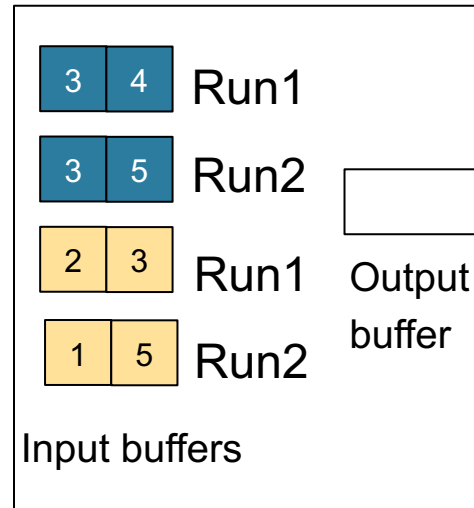 3 4 Run1
3 5 Run2
2 3 Run1
Output
buffer
1 5 Run2
Input buffers